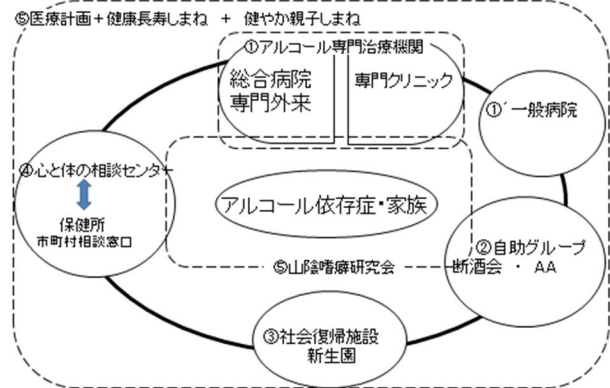 ⑤医療計画+健康長寿しまね + 健やか親子しまね
①アルコール専門治療機関
総合病院
専門外来
専門クリニック
①´一般病院
④心と体の相談センター
保健所
市町村相談窓口
アルコール依存症・家族
②自助グループ
断酒会 ・ AA
⑤山陰嗜癖研究会
③社会復帰施設
新生園